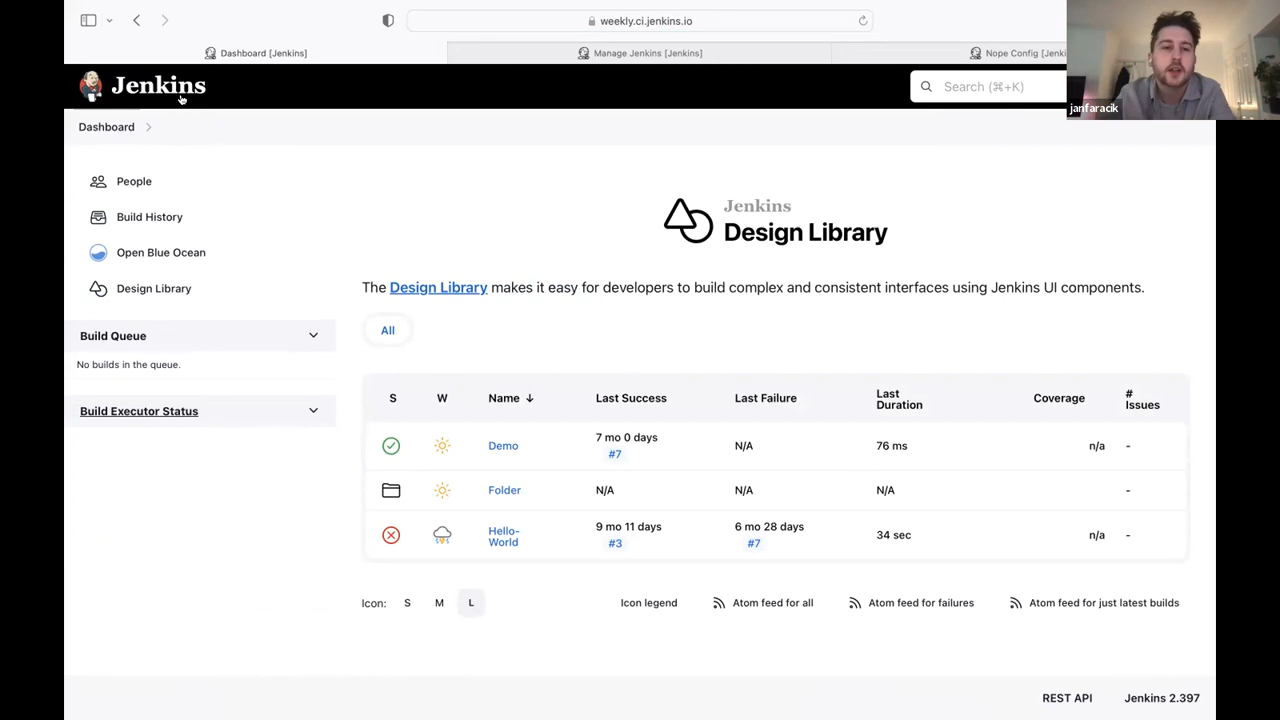 weekly.ci.jenkins.io
Dashboard [Jenkins]
Manage Jenkins [Jenkins]
Nope Config [Jenki
Jenkins
Search (⌘+K)
janfaracik
Dashboard
People
Build History
Open Blue Ocean
Design Library
Build Queue
No builds in the queue.
Build Executor Status
Jenkins
Design Library
The Design Library makes it easy for developers to build complex and consistent interfaces using Jenkins UI components.
All
S W Name ↓ Last Success Last Failure Last Duration Coverage # Issues
Demo 7 mo 0 days #7 N/A 76 ms n/a -
Folder N/A N/A N/A -
Hello-World 9 mo 11 days #3 6 mo 28 days #7 34 sec n/a -
Icon: S M L Icon legend Atom feed for all Atom feed for failures Atom feed for just latest builds
REST API Jenkins 2.397